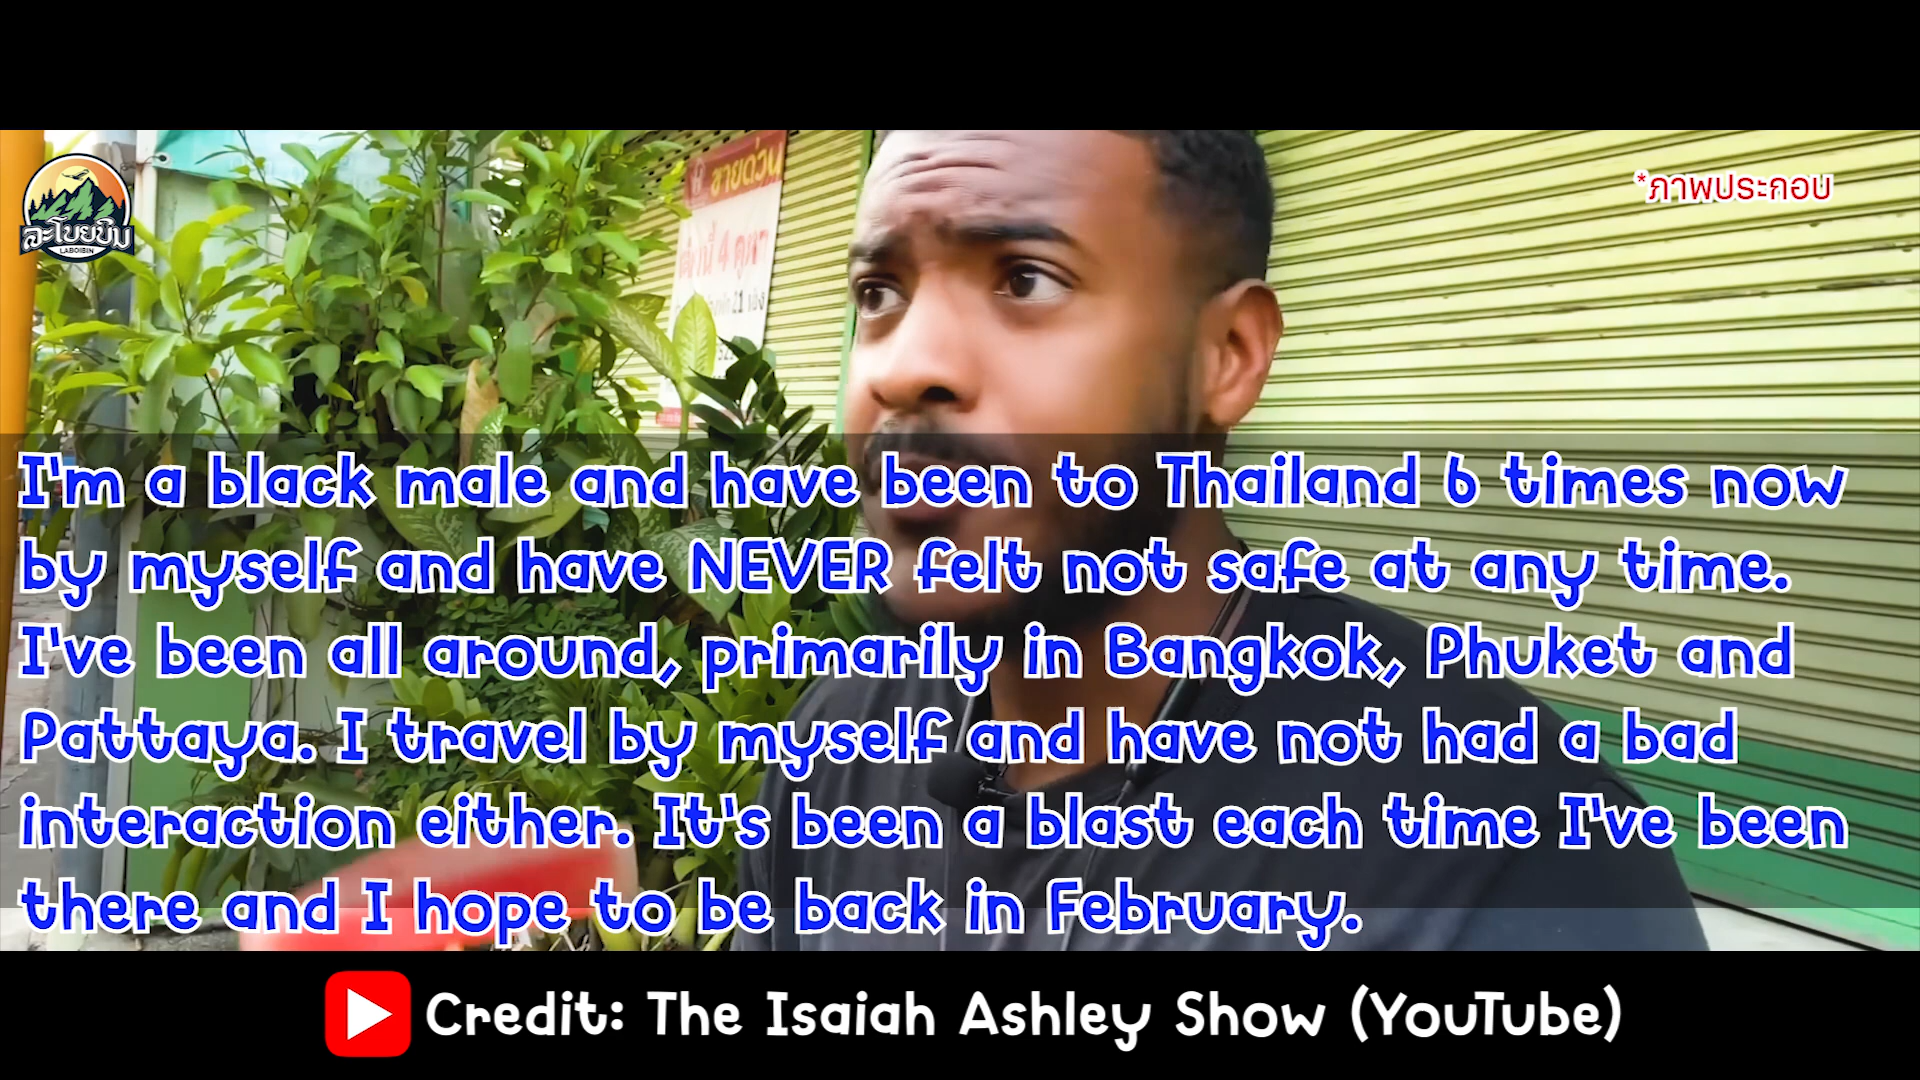 ละโบยบิน
LABOIBIN
*ภาพประกอบ
ขายด่วน
I'm a black male and have been to Thailand 6 times now
by myself and have NEVER felt not safe at any time.
I've been all around, primarily in Bangkok, Phuket and
Pattaya. I travel by myself and have not had a bad
interaction either. It's been a blast each time I've been
there and I hope to be back in February.
Credit: The Isaiah Ashley Show (YouTube)